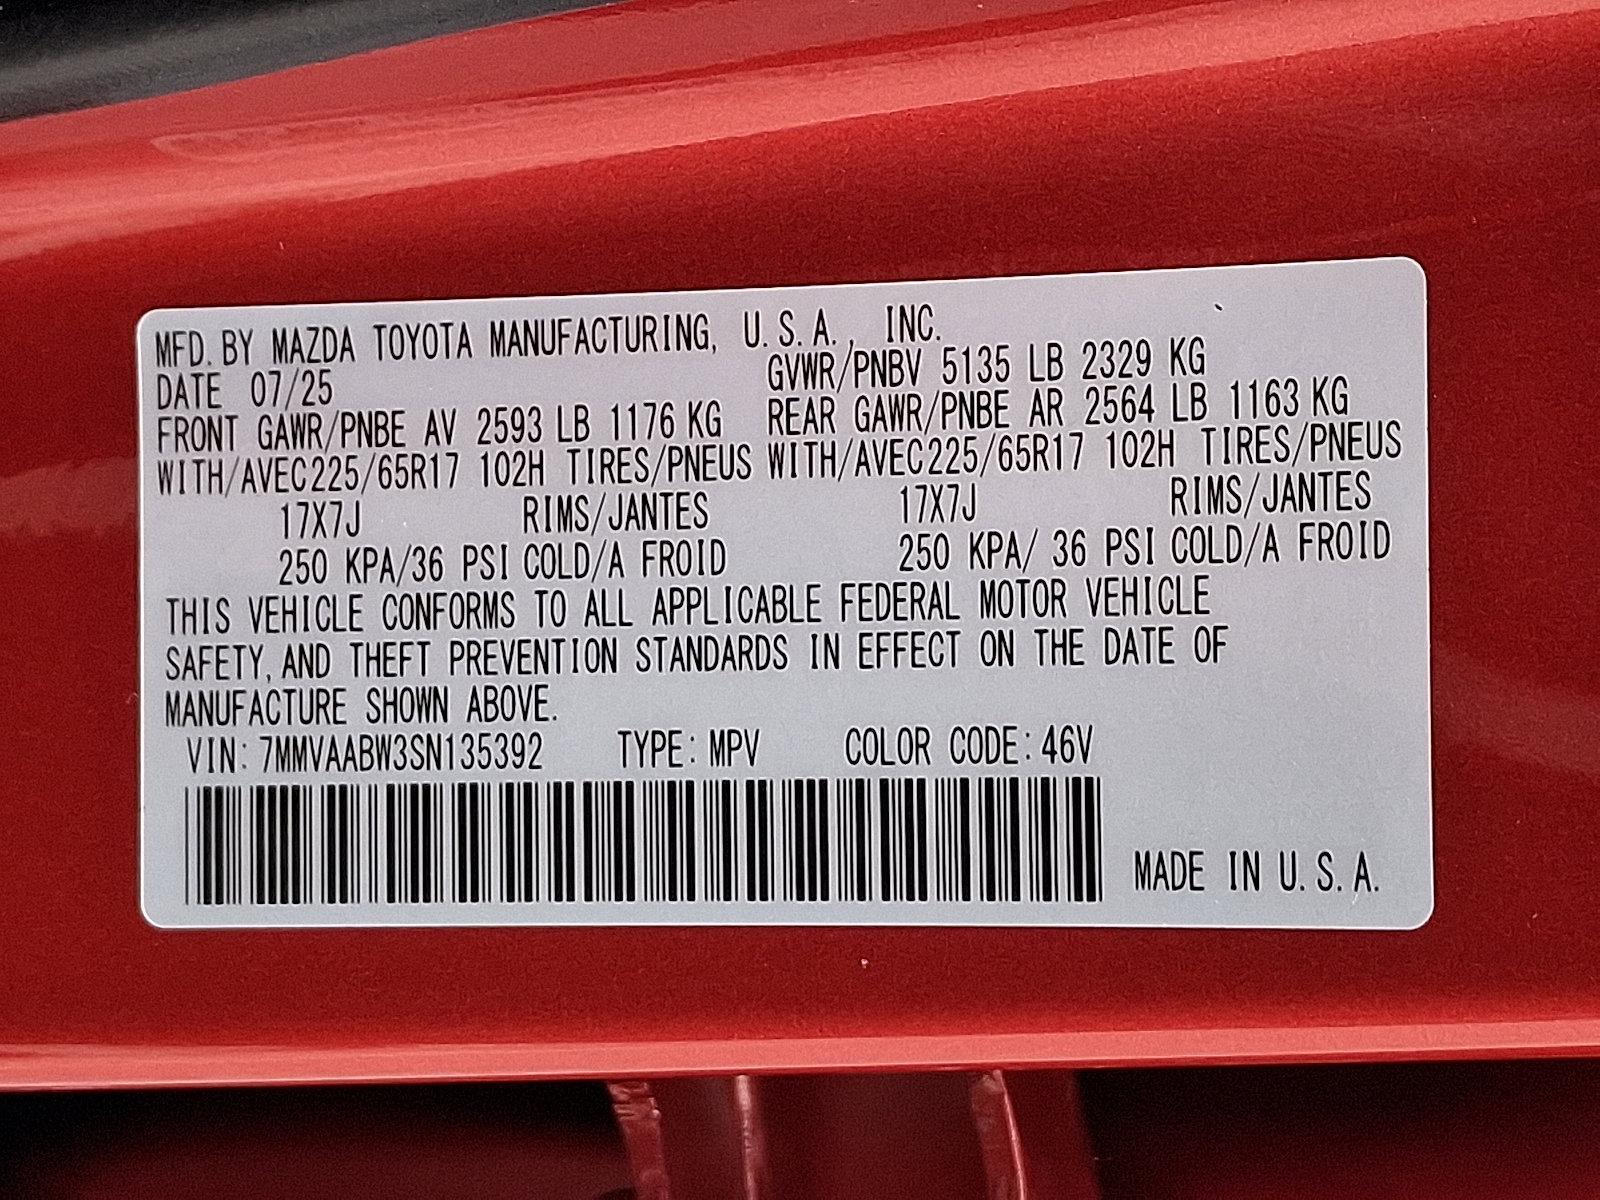 MFD. BY MAZDA TOYOTA MANUFACTURING, U.S.A., INC.
DATE 07/25 GVWR/PNBV 5135 LB 2329 KG
FRONT GAWR/PNBE AV 2593 LB 1176 KG REAR GAWR/PNBE AR 2564 LB 1163 KG
WITH/AVEC225/65R17 102H TIRES/PNEUS WITH/AVEC225/65R17 102H TIRES/PNEUS
17X7J RIMS/JANTES 17X7J RIMS/JANTES
250 KPA/36 PSI COLD/A FROID 250 KPA/ 36 PSI COLD/A FROID
THIS VEHICLE CONFORMS TO ALL APPLICABLE FEDERAL MOTOR VEHICLE
SAFETY, AND THEFT PREVENTION STANDARDS IN EFFECT ON THE DATE OF
MANUFACTURE SHOWN ABOVE.
VIN: 7MMVAABW3SN135392 TYPE: MPV COLOR CODE: 46V
MADE IN U.S.A.